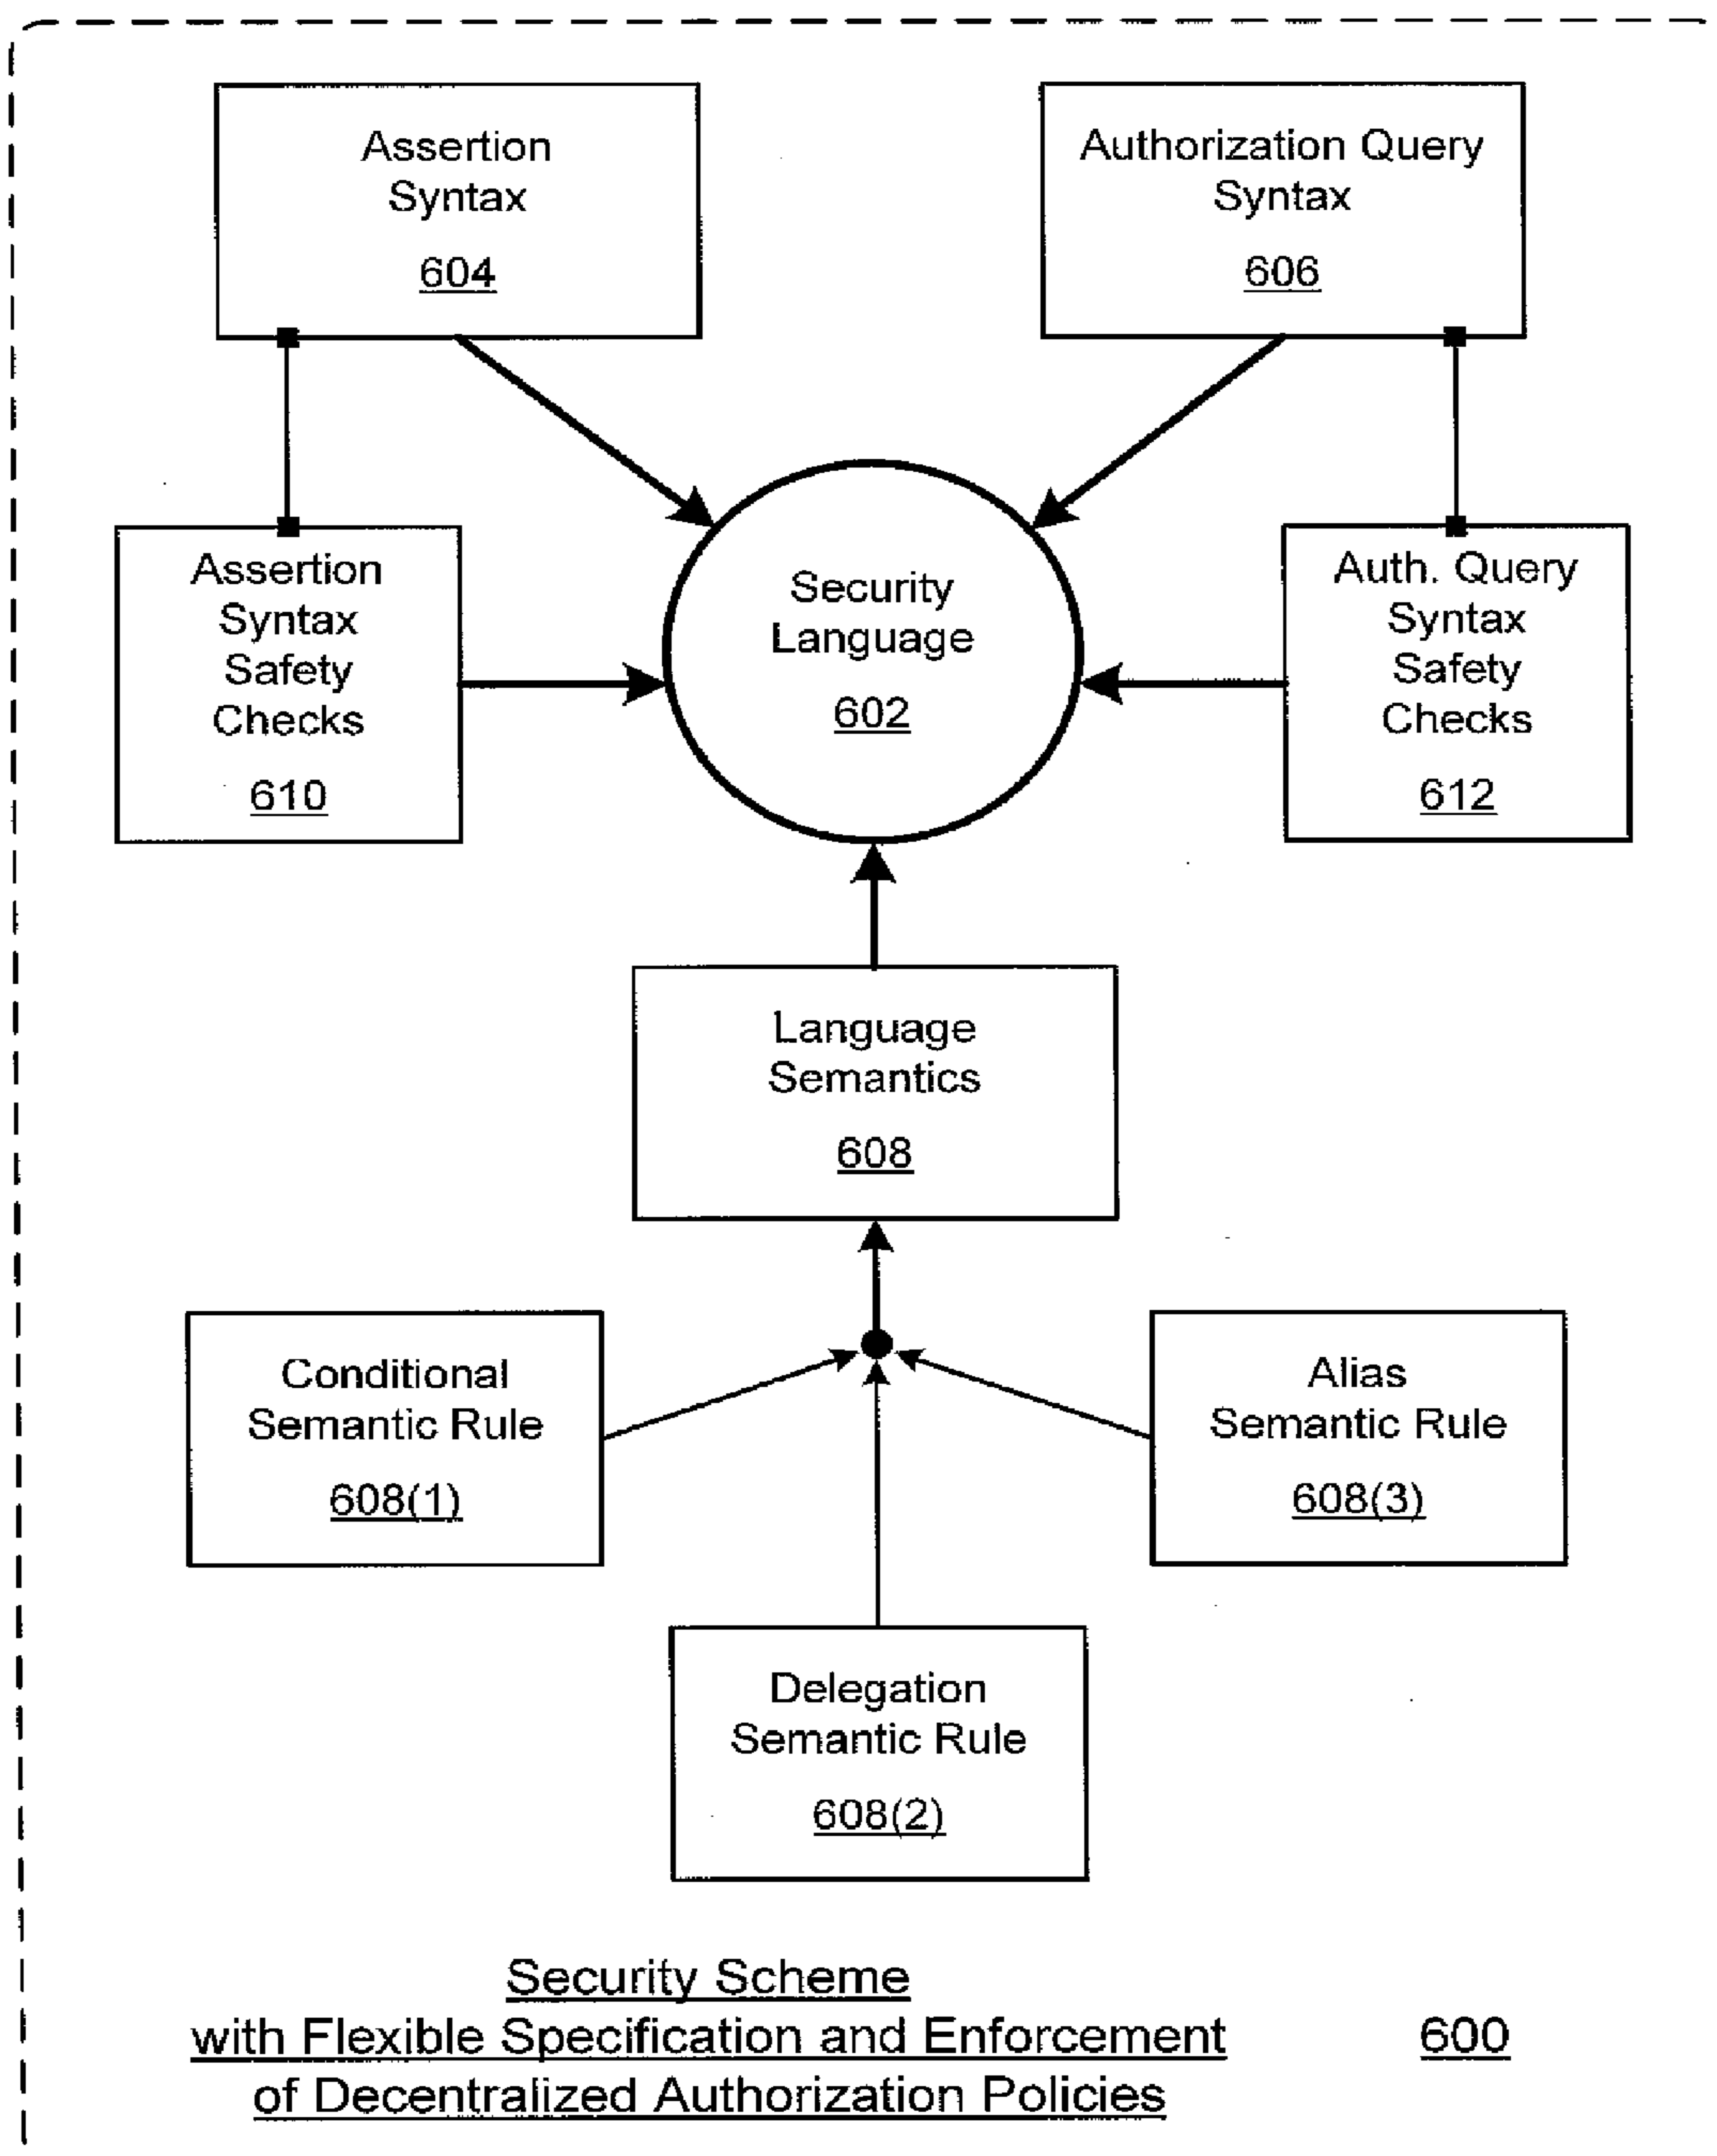 Assertion
Syntax
604
Authorization Query
Syntax
606
Assertion
Syntax
Safety
Checks
610
Security
Language
602
Auth. Query
Syntax
Safety
Checks
612
Language
Semantics
608
Conditional
Semantic Rule
608(1)
Alias
Semantic Rule
608(3)
Delegation
Semantic Rule
608(2)
Security Scheme
with Flexible Specification and Enforcement
of Decentralized Authorization Policies
600